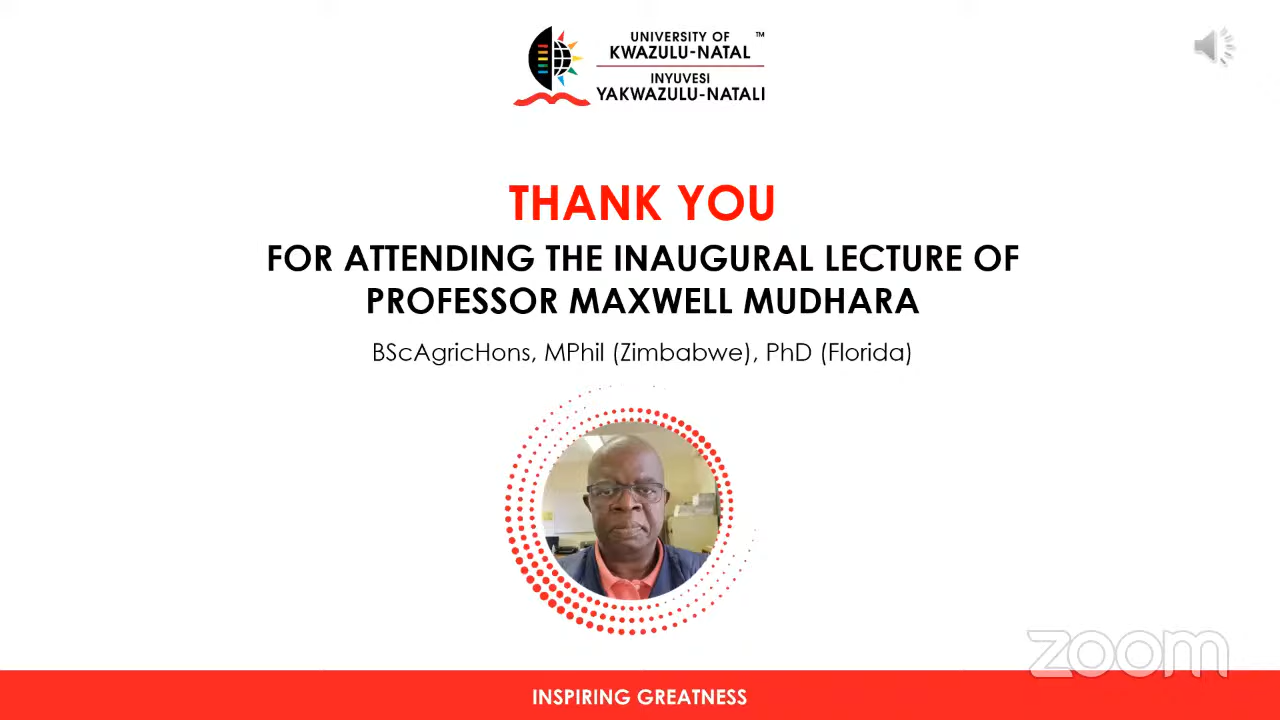 UNIVERSITY OF ™
KWAZULU-NATAL
INYUVESI
YAKWAZULU-NATALI
THANK YOU
FOR ATTENDING THE INAUGURAL LECTURE OF
PROFESSOR MAXWELL MUDHARA
BScAgricHons, MPhil (Zimbabwe), PhD (Florida)
zoom
INSPIRING GREATNESS